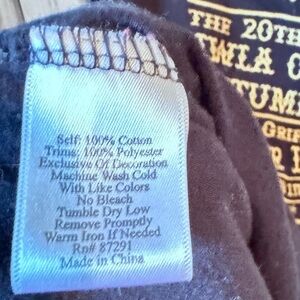 THE 20TH
Self: 100% Cotton
Trims: 100% Polyester
Exclusive Of Decoration
Machine Wash Cold
With Like Colors
No Bleach
Tumble Dry Low
Remove Promptly
Warm Iron If Needed
Rn# 87291
Made in China